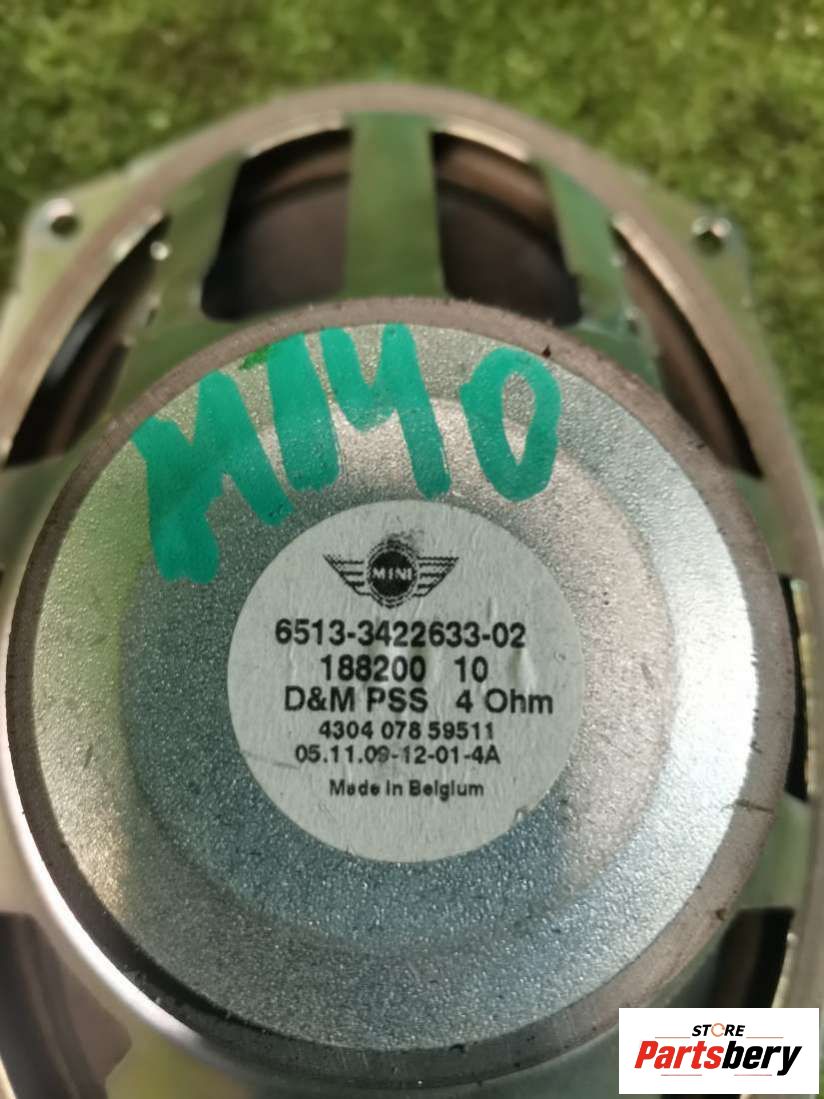 MINI
6513-3422633-02
188200 10
D&M PSS 4 Ohm
4304 078 59511
05.11.09-12-01-4A
Made in Belgium
STORE
Partsbery